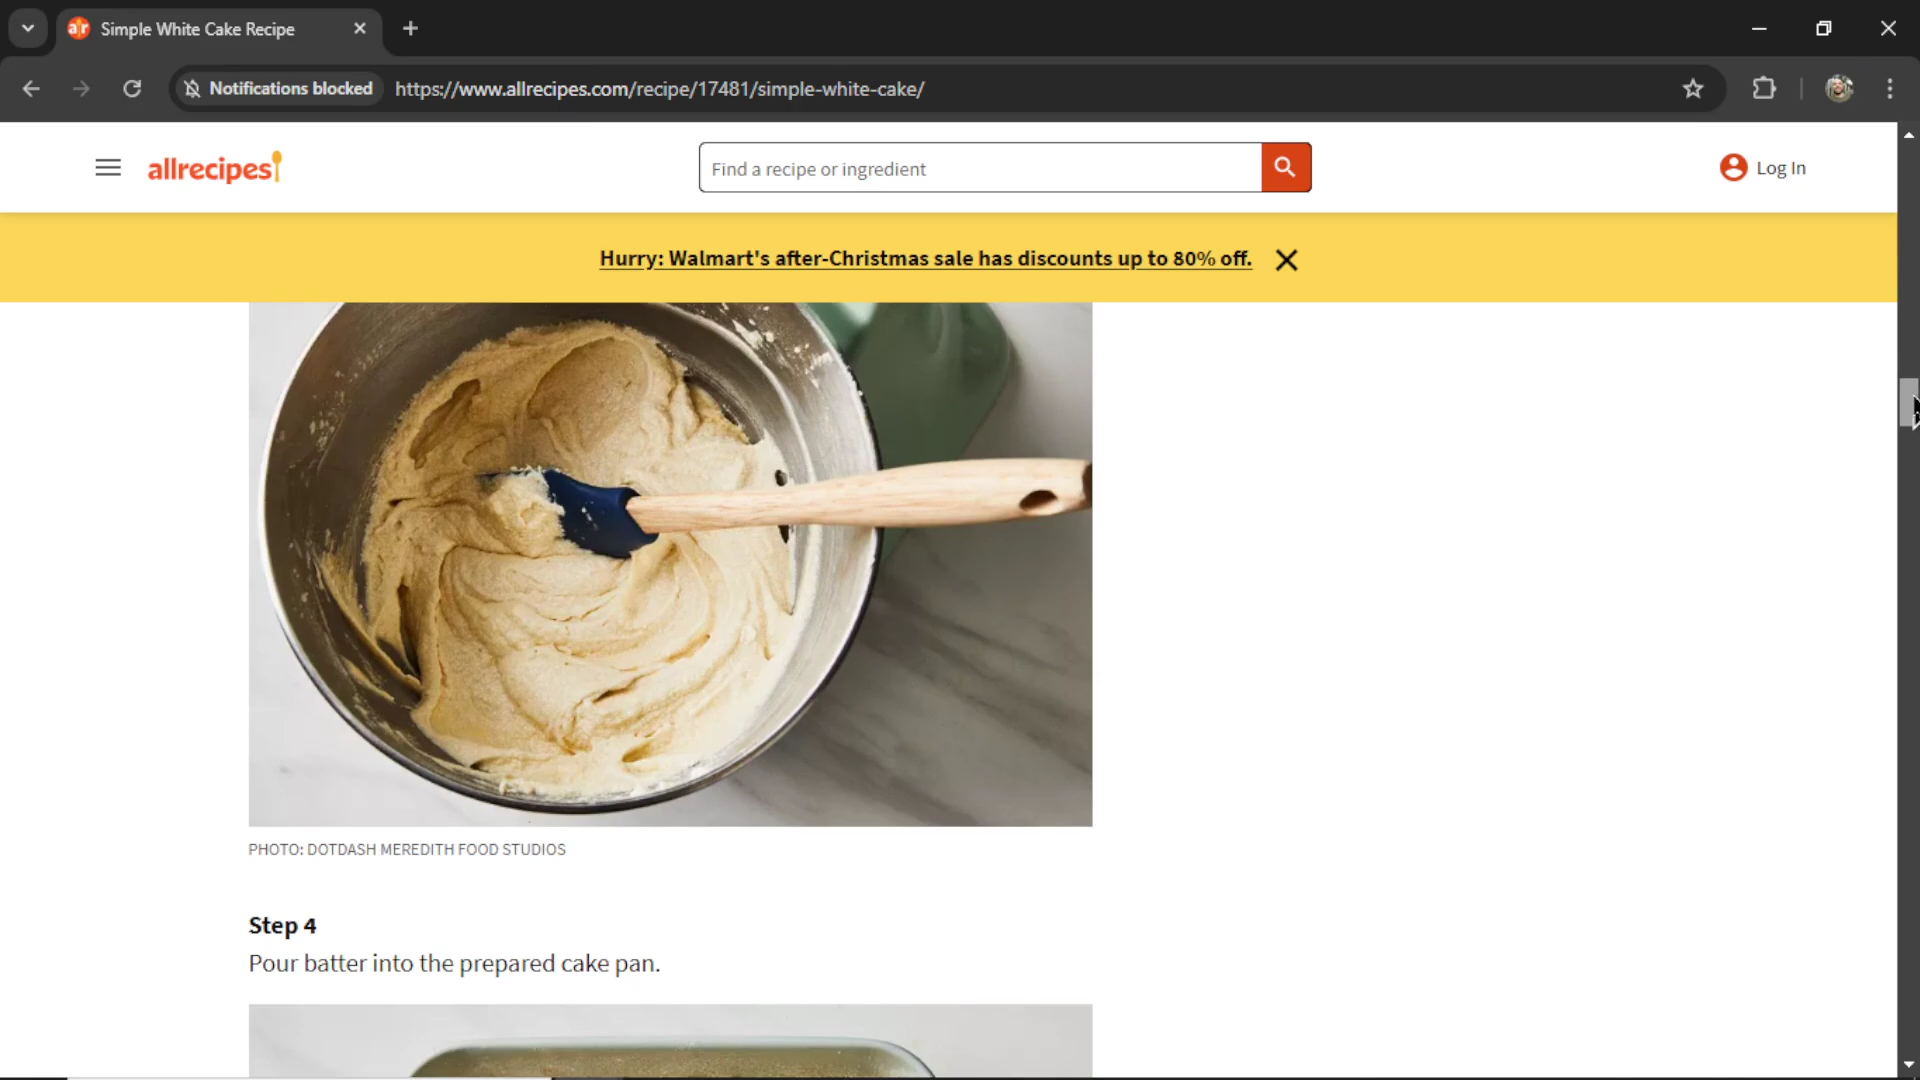 Simple White Cake Recipe
Notifications blocked
https://www.allrecipes.com/recipe/17481/simple-white-cake/
allrecipes
Find a recipe or ingredient
Log In
Hurry: Walmart's after-Christmas sale has discounts up to 80% off.
PHOTO: DOTDASH MEREDITH FOOD STUDIOS
Step 4
Pour batter into the prepared cake pan.